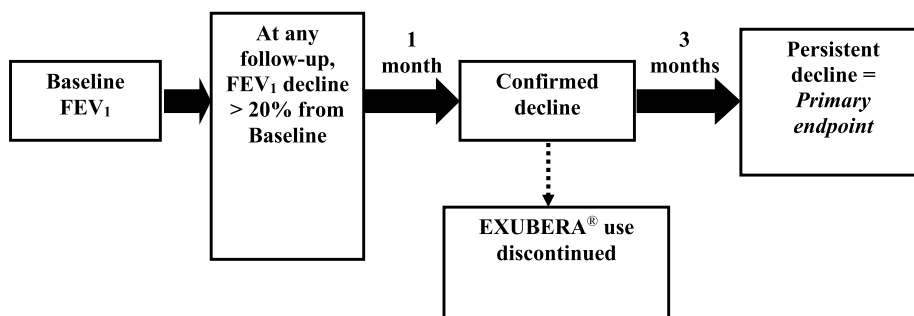 Baseline
FEV₁
At any
follow-up,
FEV₁ decline
> 20% from
Baseline
1
month
Confirmed
decline
3
months
Persistent
decline =
Primary
endpoint
EXUBERA® use
discontinued